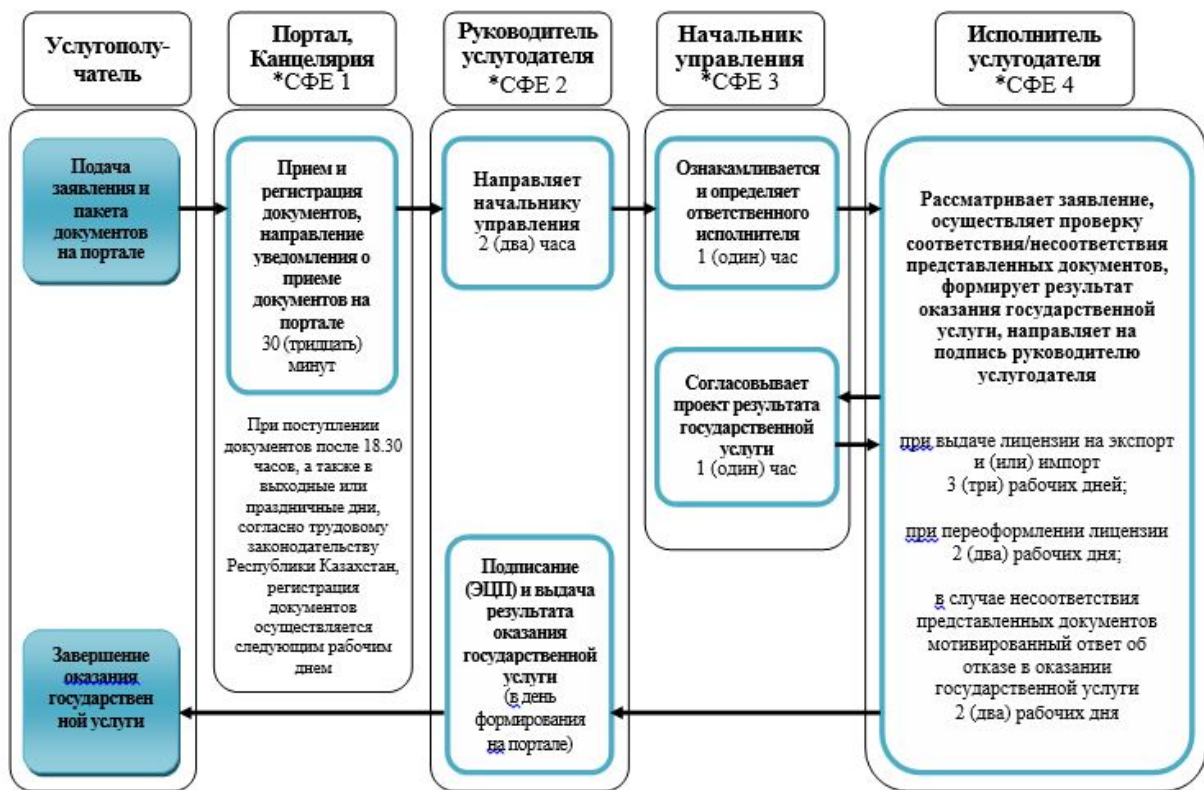 Услугополу-
чатель
Портал,
Канцелярия
*СФЕ 1
Руководитель
услугодателя
*СФЕ 2
Начальник
управления
*СФЕ 3
Исполнитель
услугодателя
*СФЕ 4
Подача
заявления и
пакета
документов
на портале
Прием и
регистрация
документов,
направление
уведомления о
приеме
документов на
портале
30 (тридцать)
минут
При поступлении
документов после 18.30
часов, а также в
выходные или
праздничные дни,
согласно трудовому
законодательству
Республики Казахстан,
регистрация
документов
осуществляется
следующим рабочим
днем
Направляет
начальнику
управления
2 (два) часа
Ознакамливается
и определяет
ответственного
исполнителя
1 (один) час
Рассматривает заявление,
осуществляет проверку
соответствия/несоответствия
представленных документов,
формирует результат
оказания государственной
услуги, направляет на
подпись руководителю
услугодателя
при выдаче лицензии на экспорт
и (или) импорт
3 (три) рабочих дней;
при переоформлении лицензии
2 (два) рабочих дня;
в случае несоответствия
представленных документов
мотивированный ответ об
отказе в оказании
государственной услуги
2 (два) рабочих дня
Согласовывает
проект результата
государственной
услуги
1 (один) час
Подписание
(ЭЦП) и выдача
результата
оказания
государственной
услуги
(в день
формирования
на портале)
Завершение
оказания
государствен
ной услуги